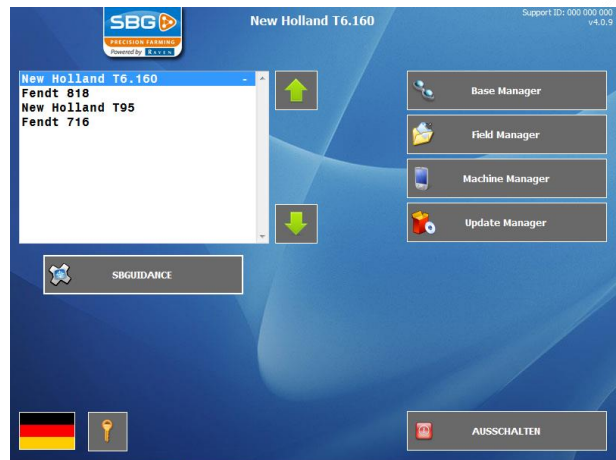 SBG
PRECISION FARMING
Powered by RAVEN
New Holland T6.160
Support ID: 000 000 000
v4.0.9
New Holland T6.160 -
Fendt 818
New Holland T95
Fendt 716
Base Manager
Field Manager
Machine Manager
Update Manager
SBGUIDANCE
AUSSCHALTEN